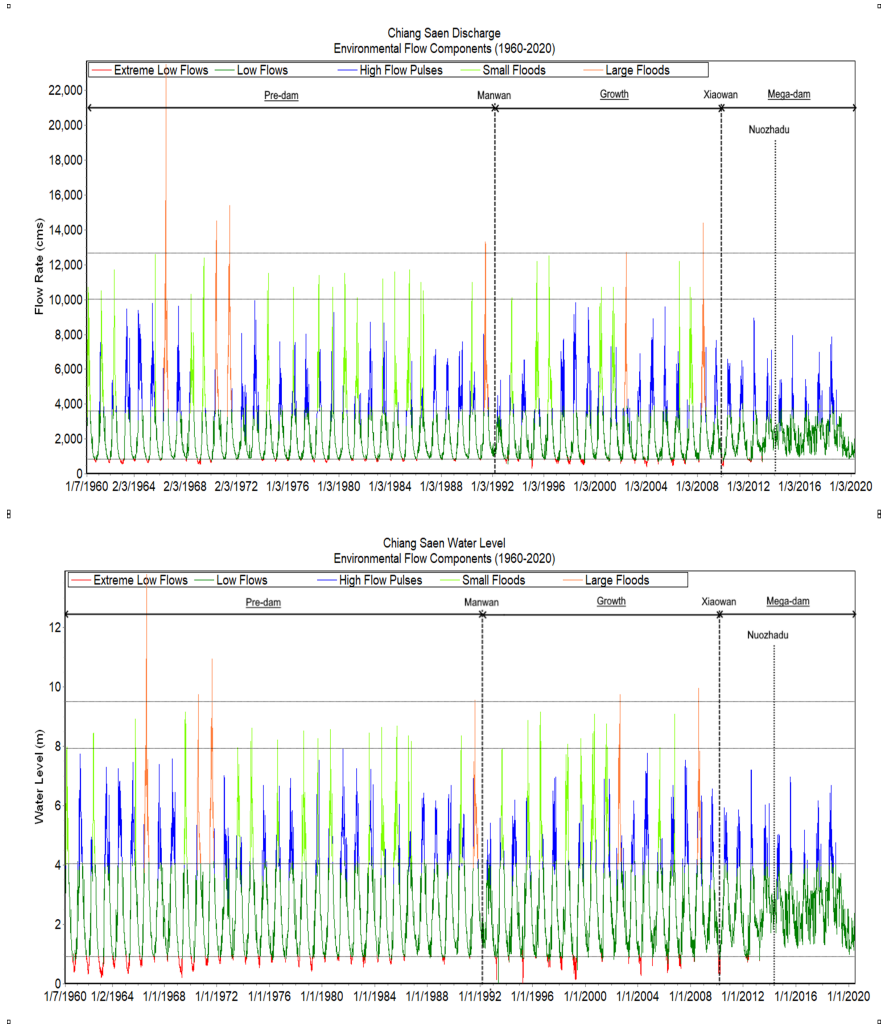 Chiang Saen Discharge
Environmental Flow Components (1960-2020)
Extreme Low Flows Low Flows High Flow Pulses Small Floods Large Floods
22,000
Pre-dam Manwan Growth Xiaowan Mega-dam
20,000
Nuozhadu
18,000
16,000
14,000
12,000
10,000
8,000
6,000
4,000
2,000
0
Flow Rate (cms)
1/7/1960 2/3/1964 2/3/1968 2/3/1972 1/3/1976 1/3/1980 1/3/1984 1/3/1988 1/3/1992 1/3/1996 1/3/2000 1/3/2004 1/3/2008 1/3/2012 1/3/2016 1/3/2020
Chiang Saen Water Level
Environmental Flow Components (1960-2020)
Extreme Low Flows Low Flows High Flow Pulses Small Floods Large Floods
Pre-dam Manwan Growth Xiaowan Mega-dam
12
Nuozhadu
10
8
6
4
2
0
Water Level (m)
1/7/1960 1/2/1964 1/1/1968 1/1/1972 1/1/1976 1/1/1980 1/1/1984 1/1/1988 1/1/1992 1/1/1996 1/1/2000 1/1/2004 1/1/2008 1/1/2012 1/1/2016 1/1/2020